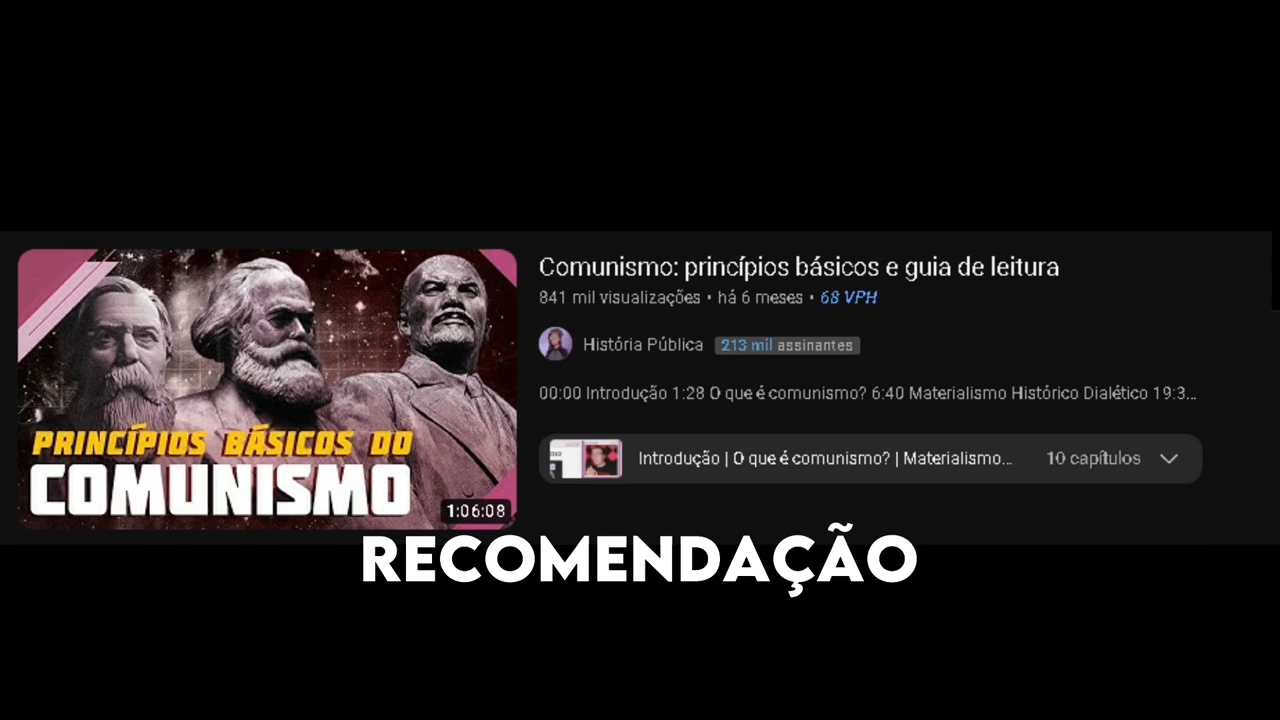 PRINCÍPIOS BÁSICOS DO
COMUNISMO
1:06:08
Comunismo: princípios básicos e guia de leitura
841 mil visualizações • há 6 meses • 68 VPH
História Pública 213 mil assinantes
00:00 Introdução 1:28 O que é comunismo? 6:40 Materialismo Histórico Dialético 19:3...
Introdução | O que é comunismo? | Materialismo... 10 capítulos
RECOMENDAÇÃO